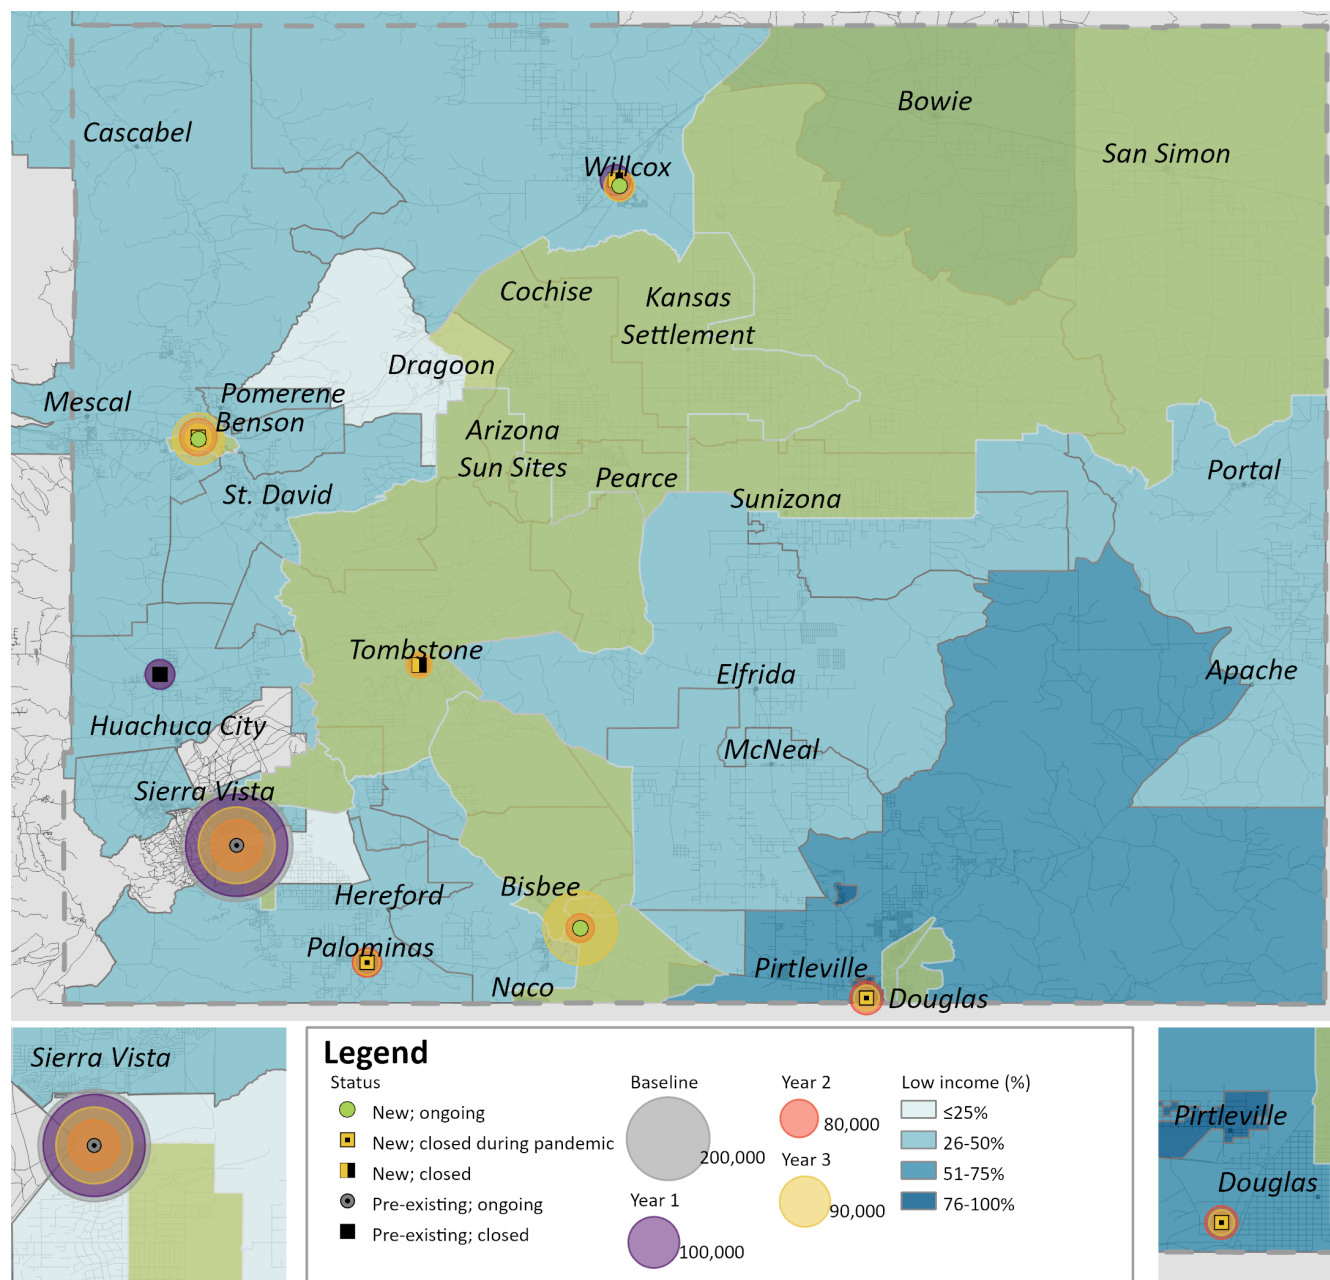 Bowie
Cascabel
San Simon
Willcox
Cochise
Kansas
Settlement
Dragoon
Mescal
Pomerene
Benson
Arizona
Sun Sites
Pearce
St. David
Sunizona
Portal
Tombstone
Elfrida
Apache
Huachuca City
McNeal
Sierra Vista
Hereford
Bisbee
Palominas
Pirtleville
Naco
Douglas
Sierra Vista
Legend
Status
New; ongoing
New; closed during pandemic
New; closed
Pre-existing; ongoing
Pre-existing; closed
Baseline
200,000
Year 1
100,000
Year 2
80,000
Year 3
90,000
Low income (%)
≤25%
26-50%
51-75%
76-100%
Pirtleville
Douglas